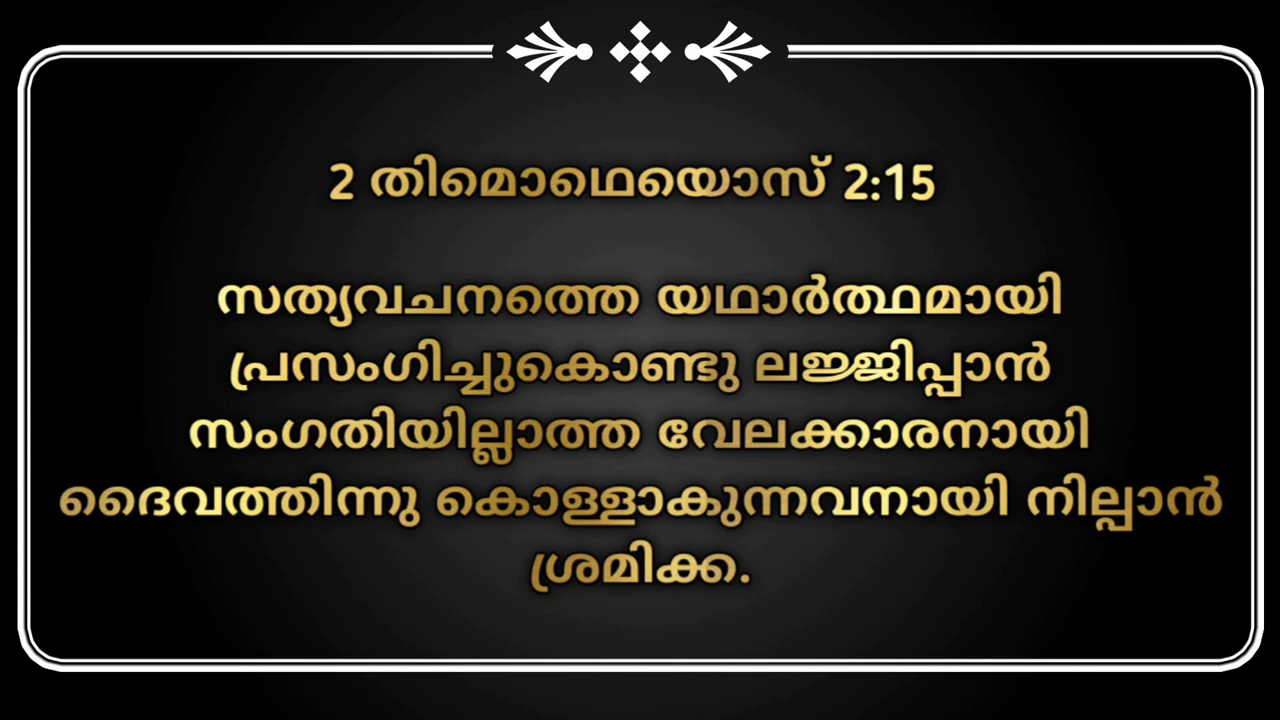 2 തിമൊഥെയൊസ് 2:15
സത്യവചനത്തെ യഥാർത്ഥമായി
പ്രസംഗിച്ചുകൊണ്ടു ലജ്ജിപ്പാൻ
സംഗതിയില്ലാത്ത വേലക്കാരനായി
ദൈവത്തിന്നു കൊള്ളാകുന്നവനായി നില്പാൻ
ശ്രമിക്ക.